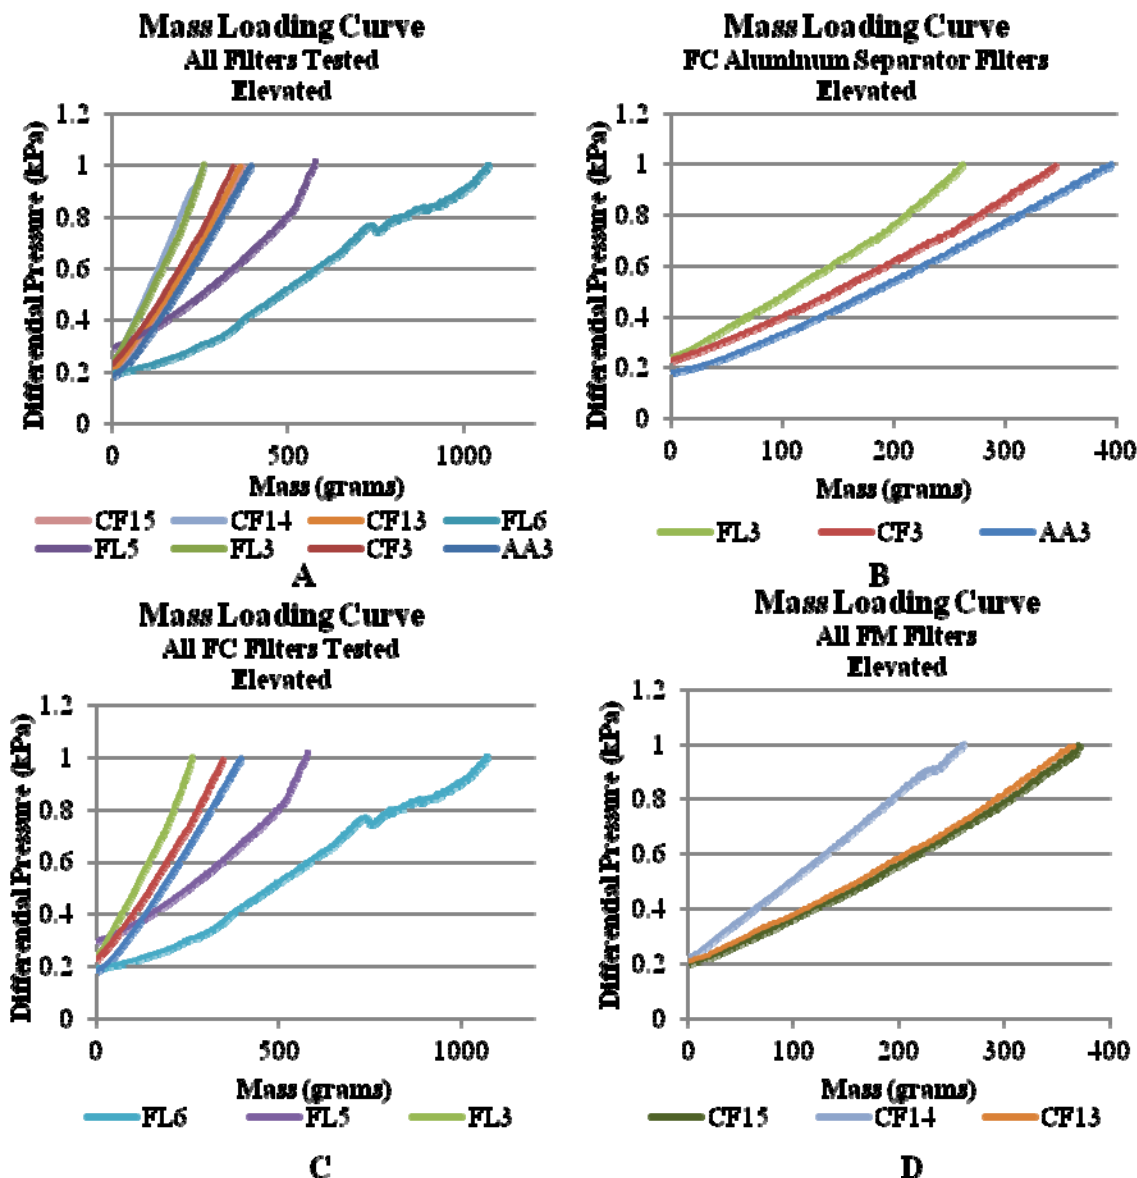 Mass Loading Curve
All Filters Tested
Elevated
Differential Pressure (kPa)
1.2
1
0.8
0.6
0.4
0.2
0
0 500 1000
Mass (grams)
CF15 CF14 CF13 FL6
FL5 FL3 CF3 AA3
A
Mass Loading Curve
FC Aluminum Separator Filters
Elevated
Differential Pressure (kPa)
1.2
1
0.8
0.6
0.4
0.2
0
0 100 200 300 400
Mass (grams)
FL3 CF3 AA3
B
Mass Loading Curve
All FC Filters Tested
Elevated
Differential Pressure (kPa)
1.2
1
0.8
0.6
0.4
0.2
0
0 500 1000
Mass (grams)
FL6 FL5 FL3
C
Mass Loading Curve
All FM Filters
Elevated
Differential Pressure (kPa)
1.2
1
0.8
0.6
0.4
0.2
0
0 100 200 300 400
Mass (grams)
CF15 CF14 CF13
D